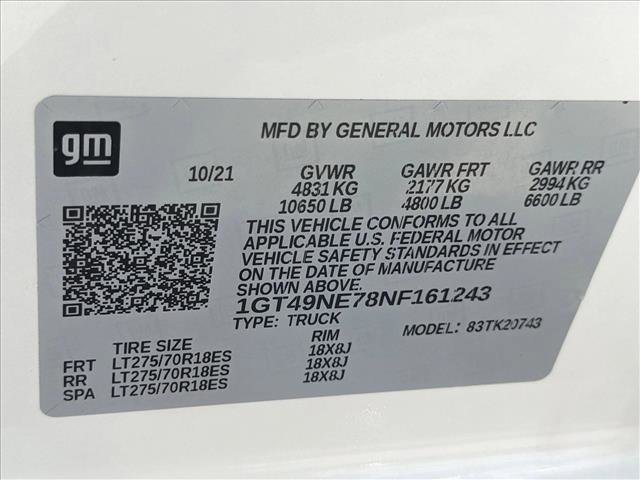 gm
MFD BY GENERAL MOTORS LLC
10/21 GVWR GAWR FRT GAWR RR
4831 KG 2177 KG 2994 KG
10650 LB 4800 LB 6600 LB
THIS VEHICLE CONFORMS TO ALL
APPLICABLE U.S. FEDERAL MOTOR
VEHICLE SAFETY STANDARDS IN EFFECT
ON THE DATE OF MANUFACTURE
SHOWN ABOVE.
1GT49NE78NF161243
TYPE: TRUCK MODEL: 83TK20743
TIRE SIZE RIM
FRT LT275/70R18ES 18X8J
RR LT275/70R18ES 18X8J
SPA LT275/70R18ES 18X8J